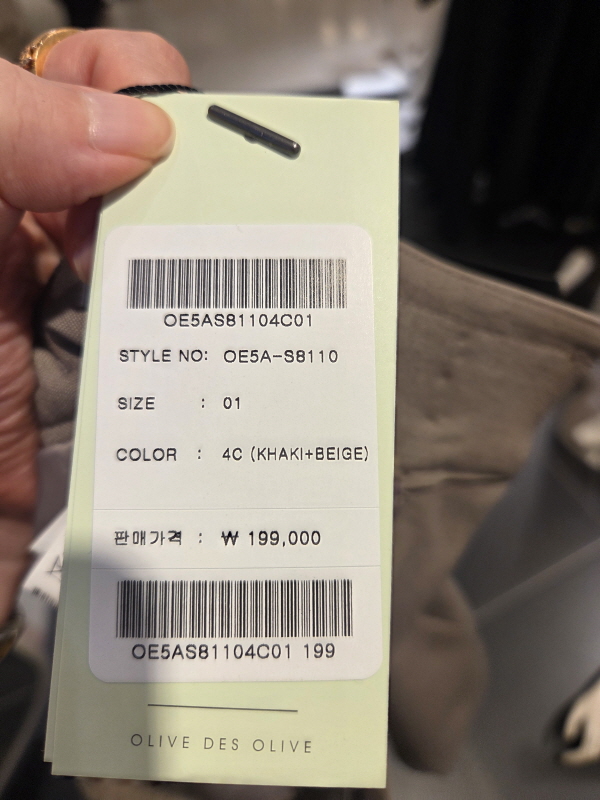 OE5AS81104C01
STYLE NO: OE5A-S8110
SIZE : 01
COLOR : 4C (KHAKI+BEIGE)
판매가격 : ₩ 199,000
OE5AS81104C01 199
OLIVE DES OLIVE